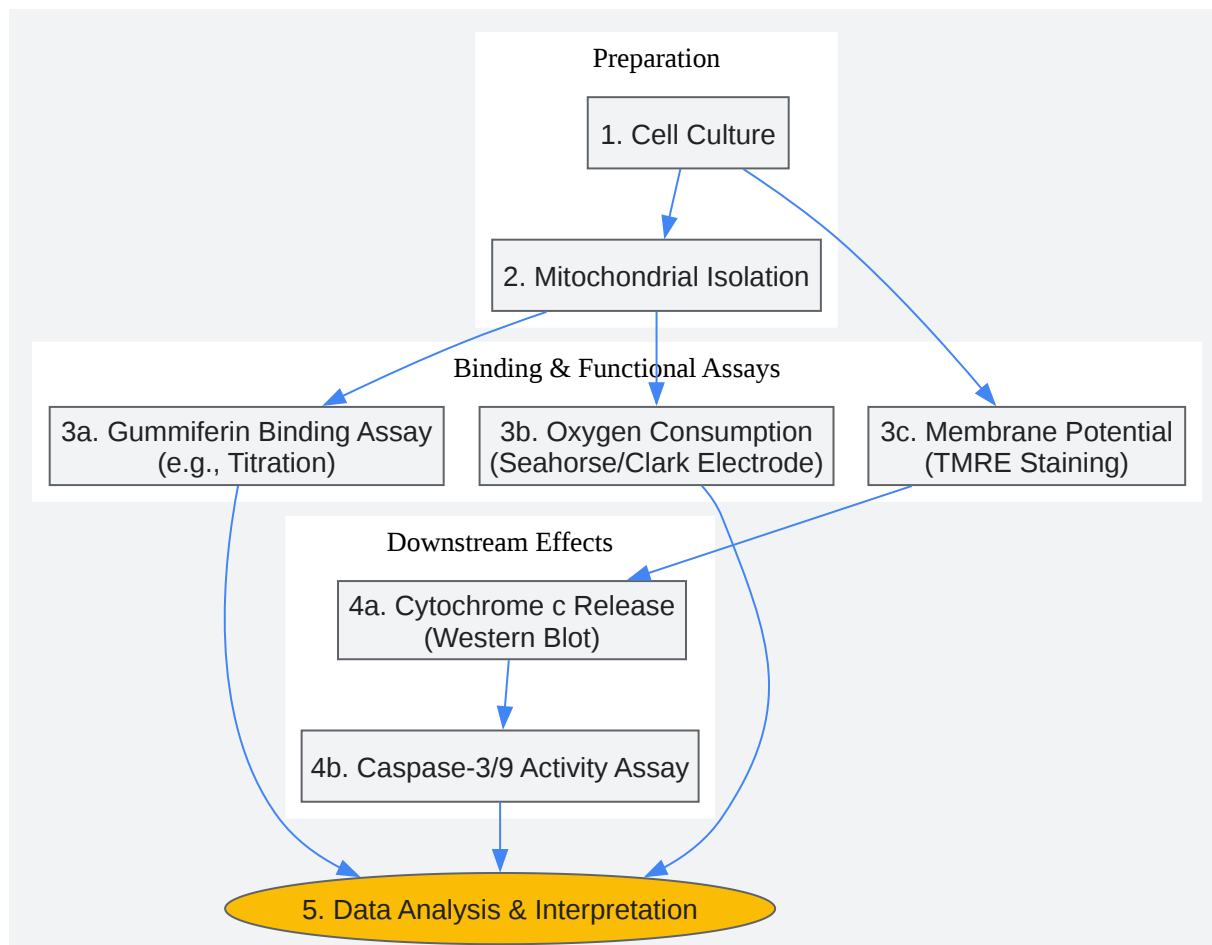 Preparation
1. Cell Culture
2. Mitochondrial Isolation
Binding & Functional Assays
3a. Gummiferin Binding Assay
(e.g., Titration)
3b. Oxygen Consumption
(Seahorse/Clark Electrode)
3c. Membrane Potential
(TMRE Staining)
Downstream Effects
4a. Cytochrome c Release
(Western Blot)
4b. Caspase-3/9 Activity Assay
5. Data Analysis & Interpretation